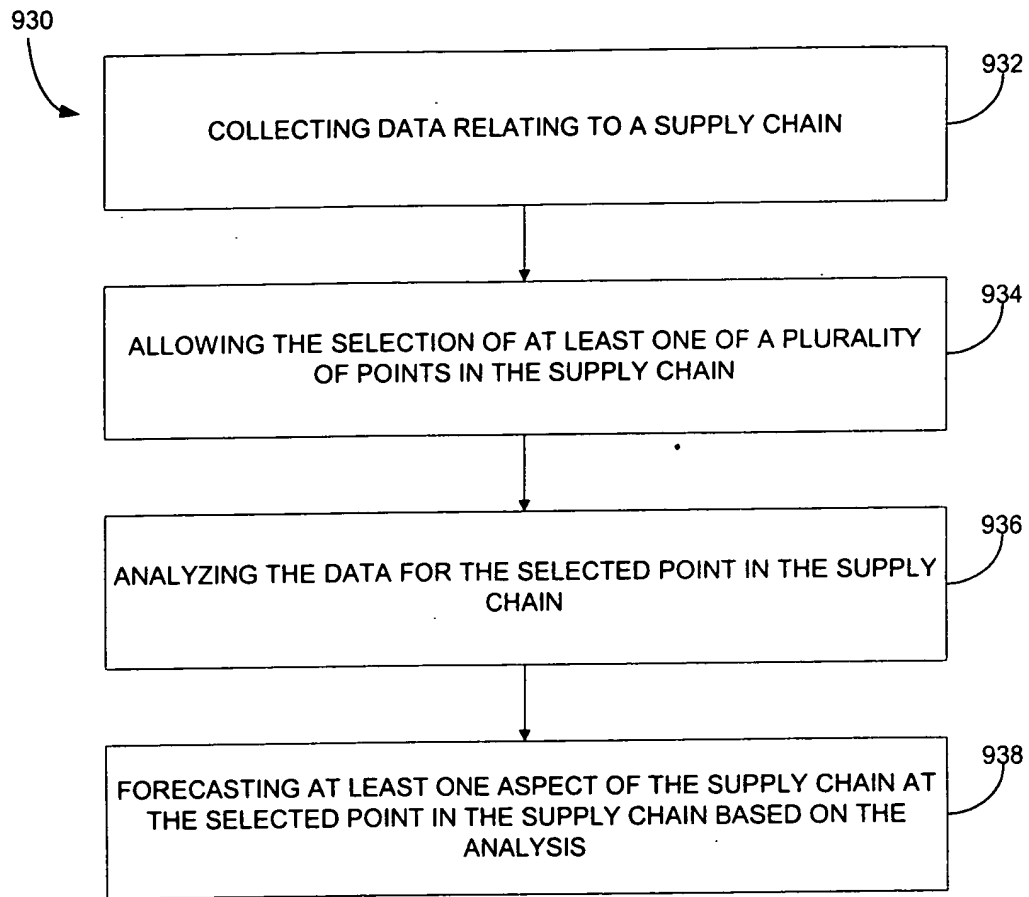 930
932
COLLECTING DATA RELATING TO A SUPPLY CHAIN
934
ALLOWING THE SELECTION OF AT LEAST ONE OF A PLURALITY
OF POINTS IN THE SUPPLY CHAIN
936
ANALYZING THE DATA FOR THE SELECTED POINT IN THE SUPPLY
CHAIN
938
FORECASTING AT LEAST ONE ASPECT OF THE SUPPLY CHAIN AT
THE SELECTED POINT IN THE SUPPLY CHAIN BASED ON THE
ANALYSIS